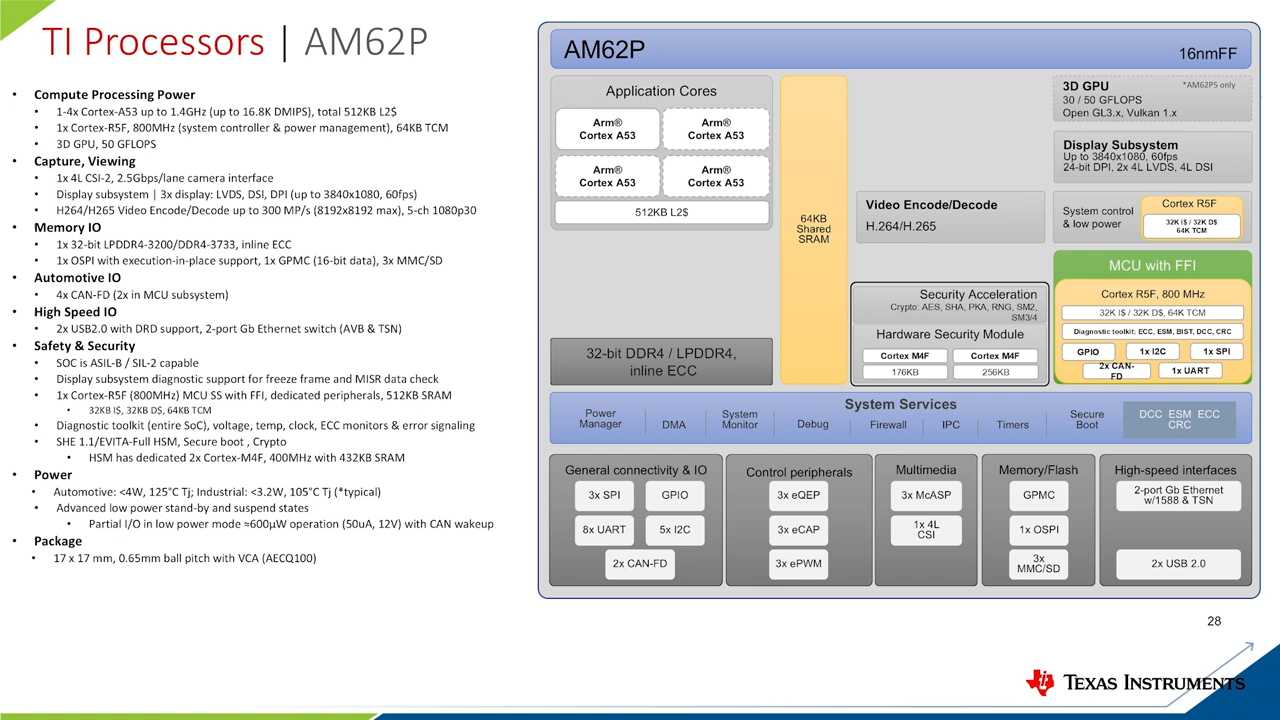 TI Processors | AM62P
• Compute Processing Power
• 1-4x Cortex-A53 up to 1.4GHz (up to 16.8K DMIPS), total 512KB L2$
• 1x Cortex-R5F, 800MHz (system controller & power management), 64KB TCM
• 3D GPU, 50 GFLOPS
• Capture, Viewing
• 1x 4L CSI-2, 2.5Gbps/lane camera interface
• Display subsystem | 3x display: LVDS, DSI, DPI (up to 3840x1080, 60fps)
• H264/H265 Video Encode/Decode up to 300 MP/s (8192x8192 max), 5-ch 1080p30
• Memory IO
• 1x 32-bit LPDDR4-3200/DDR4-3733, inline ECC
• 1x OSPI with execution-in-place support, 1x GPMC (16-bit data), 3x MMC/SD
• Automotive IO
• 4x CAN-FD (2x in MCU subsystem)
• High Speed IO
• 2x USB2.0 with DRD support, 2-port Gb Ethernet switch (AVB & TSN)
• Safety & Security
• SOC is ASIL-B / SIL-2 capable
• Display subsystem diagnostic support for freeze frame and MISR data check
• 1x Cortex-R5F (800MHz) MCU SS with FFI, dedicated peripherals, 512KB SRAM
• 32KB I$, 32KB D$, 64KB TCM
• Diagnostic toolkit (entire SoC), voltage, temp, clock, ECC monitors & error signaling
• SHE 1.1/EVITA-Full HSM, Secure boot , Crypto
• HSM has dedicated 2x Cortex-M4F, 400MHz with 432KB SRAM
• Power
• Automotive: <4W, 125°C Tj; Industrial: <3.2W, 105°C Tj (*typical)
• Advanced low power stand-by and suspend states
• Partial I/O in low power mode ≈600µW operation (50uA, 12V) with CAN wakeup
• Package
• 17 x 17 mm, 0.65mm ball pitch with VCA (AECQ100)
AM62P
16nmFF
Application Cores
Arm®
Cortex A53
Arm®
Cortex A53
Arm®
Cortex A53
Arm®
Cortex A53
512KB L2$
32-bit DDR4 / LPDDR4,
inline ECC
64KB
Shared
SRAM
Video Encode/Decode
H.264/H.265
Security Acceleration
Crypto: AES, SHA, PKA, RNG, SM2,
SM3/4
Hardware Security Module
Cortex M4F
176KB
Cortex M4F
256KB
3D GPU
*AM62P5 only
30 / 50 GFLOPS
Open GL3.x, Vulkan 1.x
Display Subsystem
Up to 3840x1080, 60fps
24-bit DPI, 2x 4L LVDS, 4L DSI
System control
& low power
Cortex R5F
32K I$ / 32K D$
64K TCM
MCU with FFI
Cortex R5F, 800 MHz
32K I$ / 32K D$, 64K TCM
Diagnostic toolkit: ECC, ESM, BIST, DCC, CRC
GPIO
1x I2C
1x SPI
2x CAN-
FD
1x UART
System Services
Power
Manager
DMA
System
Monitor
Debug
Firewall
IPC
Timers
Secure
Boot
DCC ESM ECC
CRC
General connectivity & IO
3x SPI
GPIO
8x UART
5x I2C
2x CAN-FD
Control peripherals
3x eQEP
3x eCAP
3x ePWM
Multimedia
3x McASP
1x 4L
CSI
Memory/Flash
GPMC
1x OSPI
3x
MMC/SD
High-speed interfaces
2-port Gb Ethernet
w/1588 & TSN
2x USB 2.0
28
TEXAS INSTRUMENTS